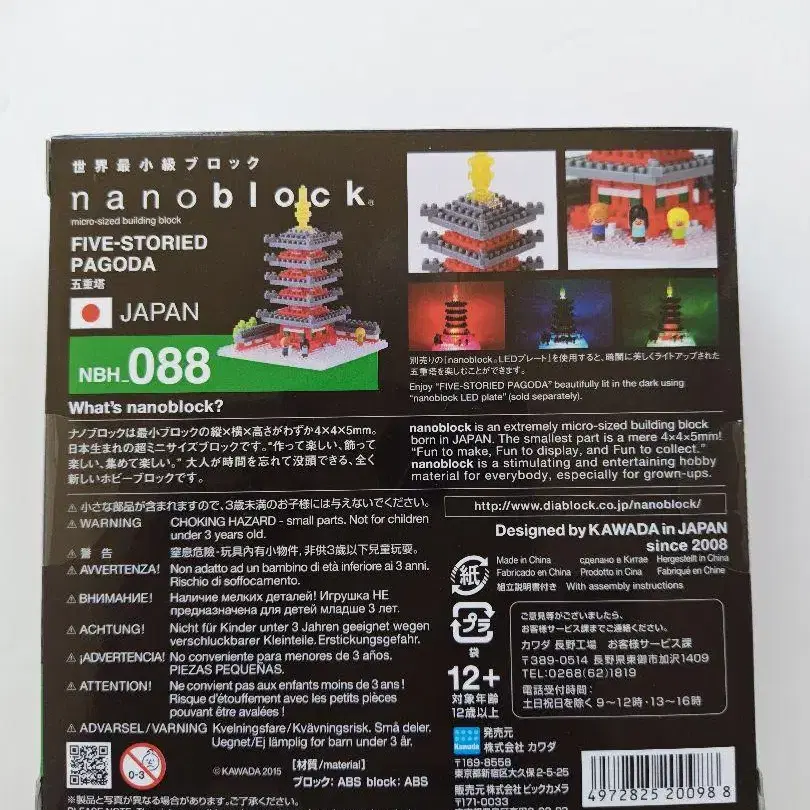 世界最小級ブロック
nanoblock®
micro-sized building block
FIVE-STORIED
PAGODA
五重塔
JAPAN
NBH_088
別売りの「nanoblock® LEDプレート」を使用すると、暗闇に美しくライトアップされた
五重塔を楽しむことができます。
Enjoy “FIVE-STORIED PAGODA” beautifully lit in the dark using
“nanoblock LED plate” (sold separately).
What's nanoblock?
ナノブロックは最小ブロックの縦×横×高さがわずか4×4×5mm。
日本生まれの超ミニサイズブロックです。“作って楽しい、飾って
楽しい、集めて楽しい。” 大人が時間を忘れて没頭できる、全く
新しいホビーブロックです。
nanoblock is an extremely micro-sized building block
born in JAPAN. The smallest part is a mere 4×4×5mm!
“Fun to make, Fun to display, and Fun to collect.”
nanoblock is a stimulating and entertaining hobby
material for everybody, especially for grown-ups.
⚠ 小さな部品が含まれますので、3歳未満のお子様には与えないでください。
⚠ WARNING CHOKING HAZARD - small parts. Not for children
under 3 years old.
⚠ 警 告 窒息危險・玩具內有小物件, 非供3歲以下兒童玩耍。
⚠ AVVERTENZA! Non adatto ad un bambino di età inferiore ai 3 anni.
Rischio di soffocamento.
⚠ ВНИМАНИЕ! Наличие мелких деталей! Игрушка НЕ
предназначена для детей младше 3 лет.
⚠ ACHTUNG! Nicht für Kinder unter 3 Jahren geeignet wegen
verschluckbarer Kleinteile. Erstickungsgefahr.
⚠ ¡ADVERTENCIA! No conveniente para menores de 3 años.
PIEZAS PEQUEÑAS.
⚠ ATTENTION! Ne convient pas aux enfants moins de 3 ans !
Risque d'étouffement avec les petits pièces
pouvant être avalées !
⚠ ADVARSEL / WARNING Kvelningsfare/Kvävningsrisk. Små deler.
Uegnet/Ej lämplig for barn under 3 år.
0-3
© KAWADA 2015
【材質/material】
ブロック: ABS block: ABS
※製品と写真が異なる場合があります。
http://www.diablock.co.jp/nanoblock/
Designed by KAWADA in JAPAN
since 2008
Made in China сделано в Китае Hergestellt in China
Fabricado en China Prodotto in Cina Fabriqué en Chine
組立説明書付き With assembly instructions
紙
プラ
袋
12+
対象年齢
12歳以上
ご意見等がございましたら、
お客様サービス課までご連絡ください。
カワダ 長野工場 お客様サービス課
〒389-0514 長野県東御市加沢1409
TEL:0268(62)1819
電話受付時間:
土日祝日を除く 9〜12時・13〜16時
Kawada
発売元
株式会社 カワダ
〒169-8558
東京都新宿区大久保2-5-25
販売元 株式会社 ビックカメラ
〒171-0033
4972825 200988